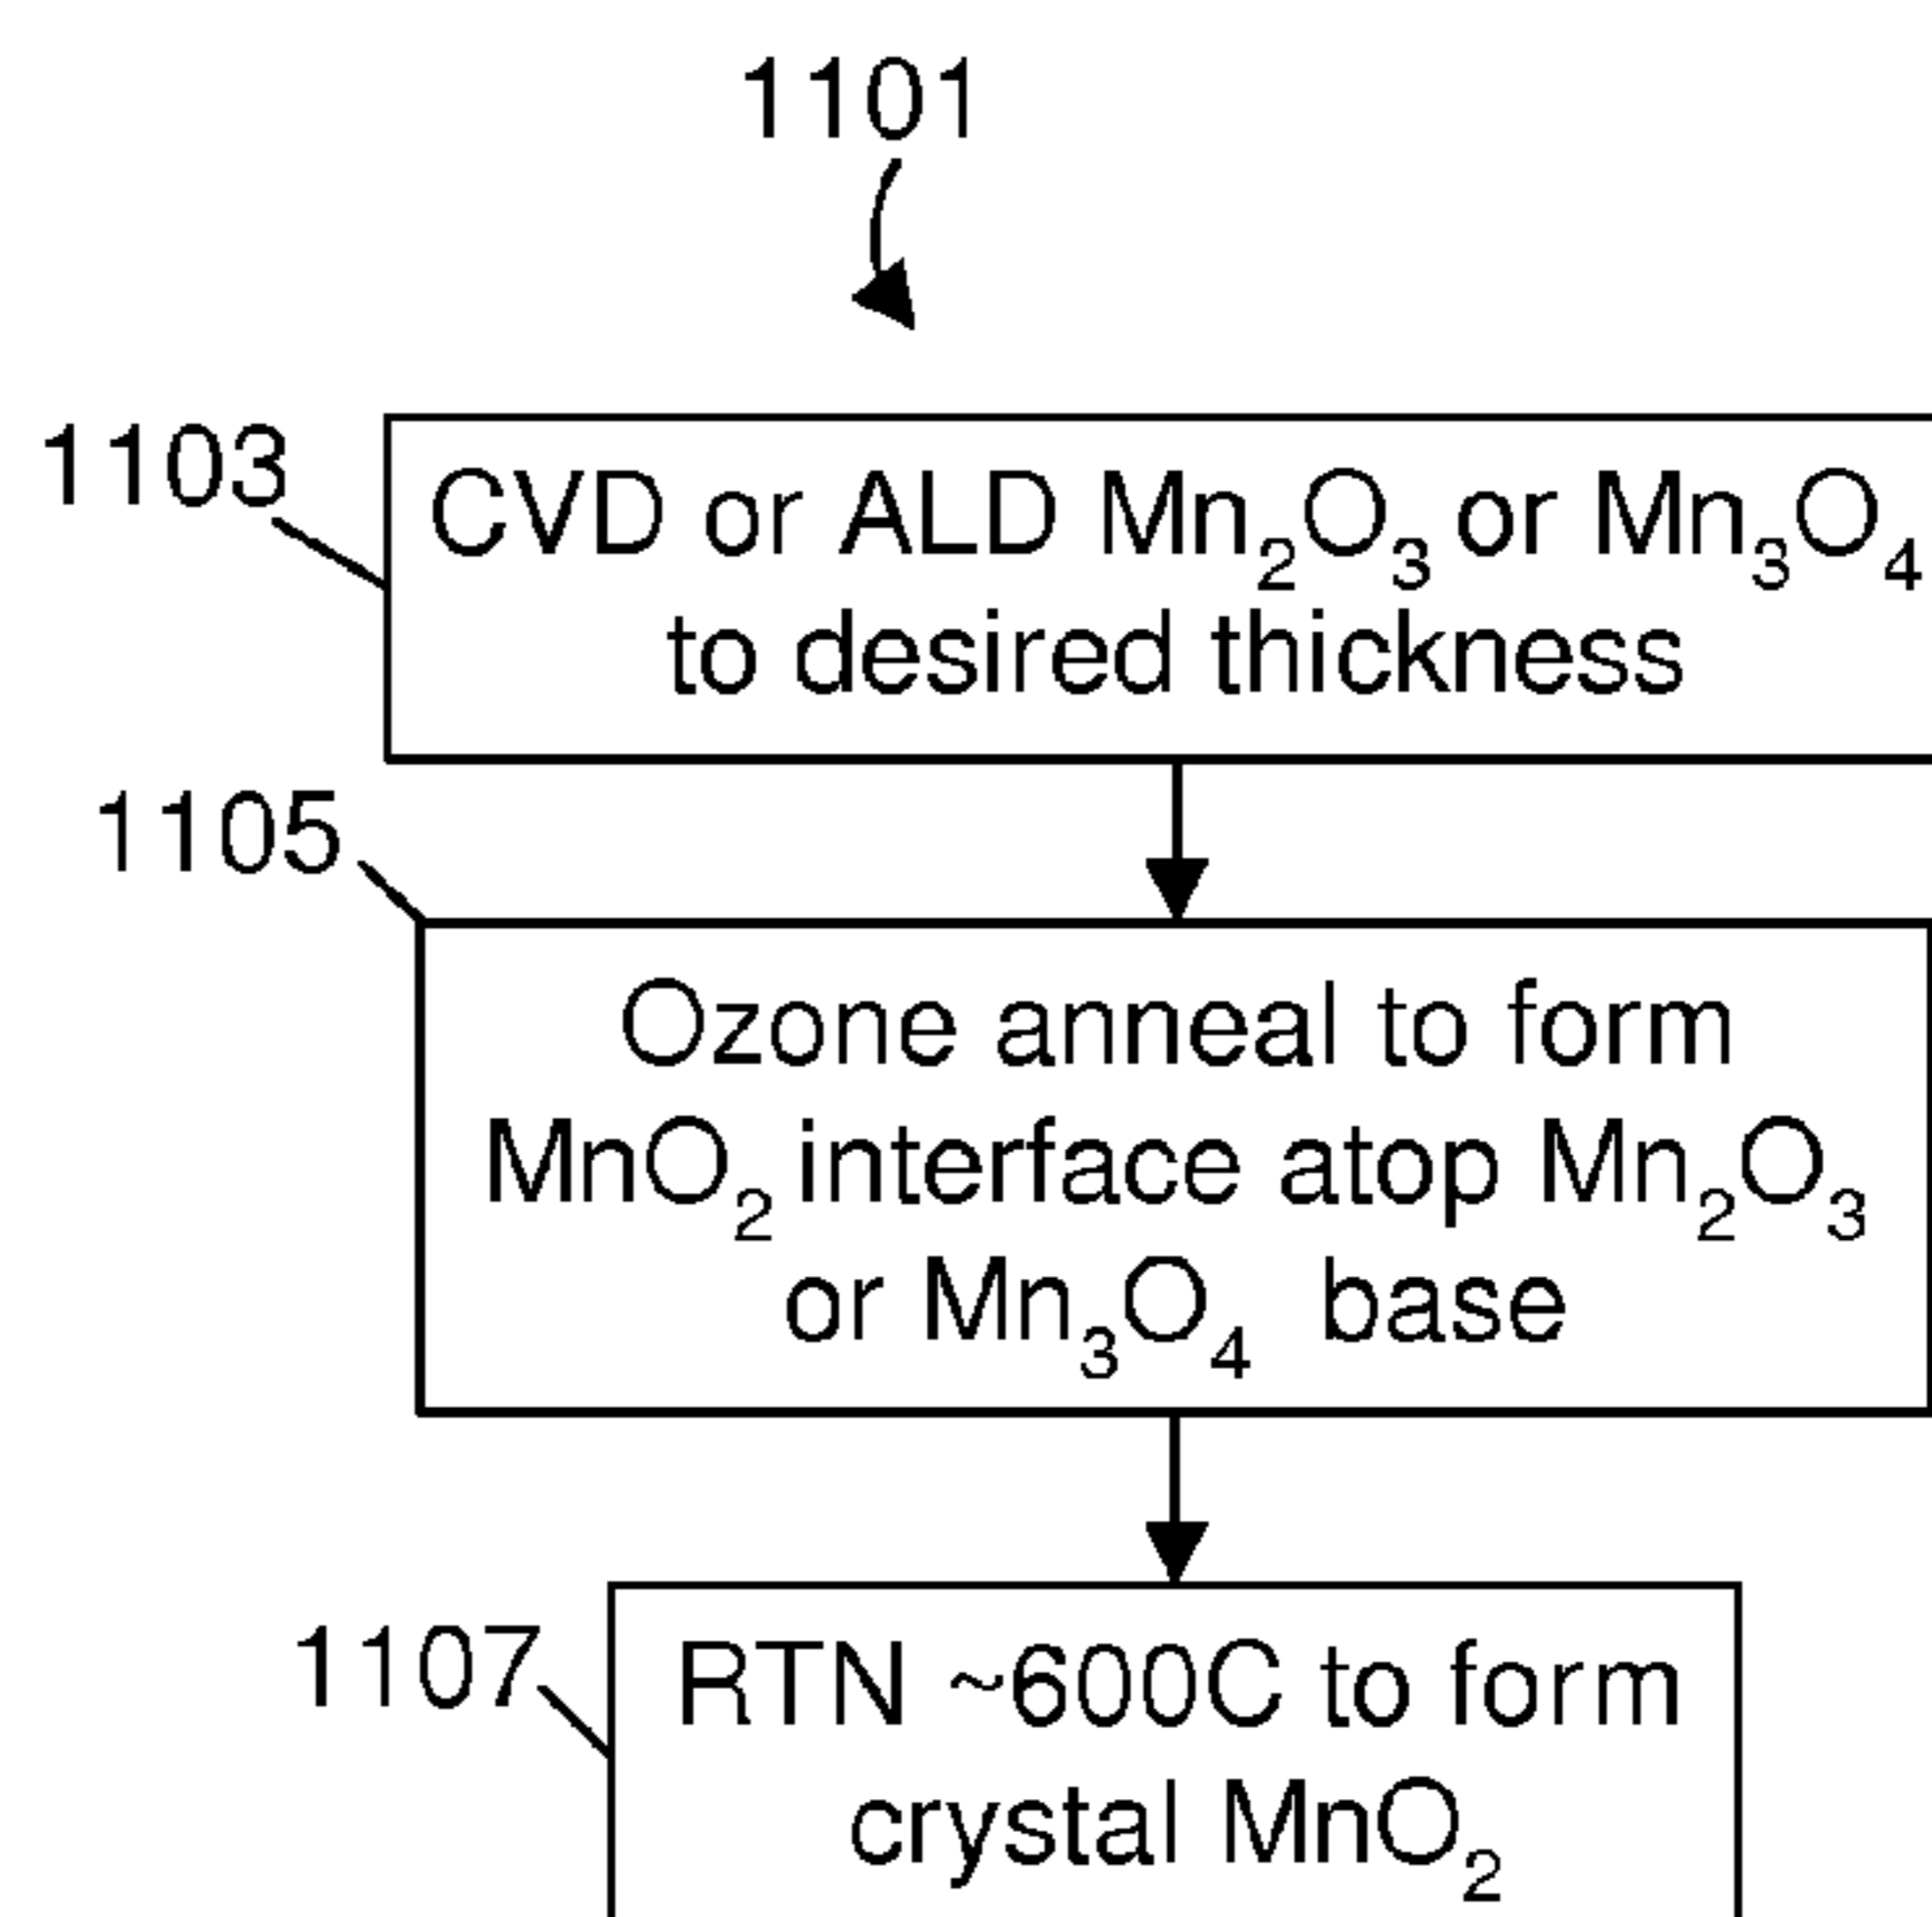 1101
1103
CVD or ALD Mn₂O₃ or Mn₃O₄
to desired thickness
1105
Ozone anneal to form
MnO₂ interface atop Mn₂O₃
or Mn₃O₄ base
1107
RTN ~600C to form
crystal MnO₂